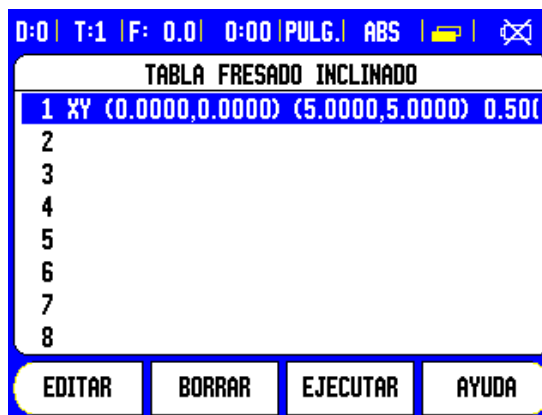 D:0 | T:1 | F: 0.0 | 0:00 | PULG. | ABS
TABLA FRESADO INCLINADO
1 XY (0.0000,0.0000) (5.0000,5.0000) 0.50(
2
3
4
5
6
7
8
EDITAR BORRAR EJECUTAR AYUDA